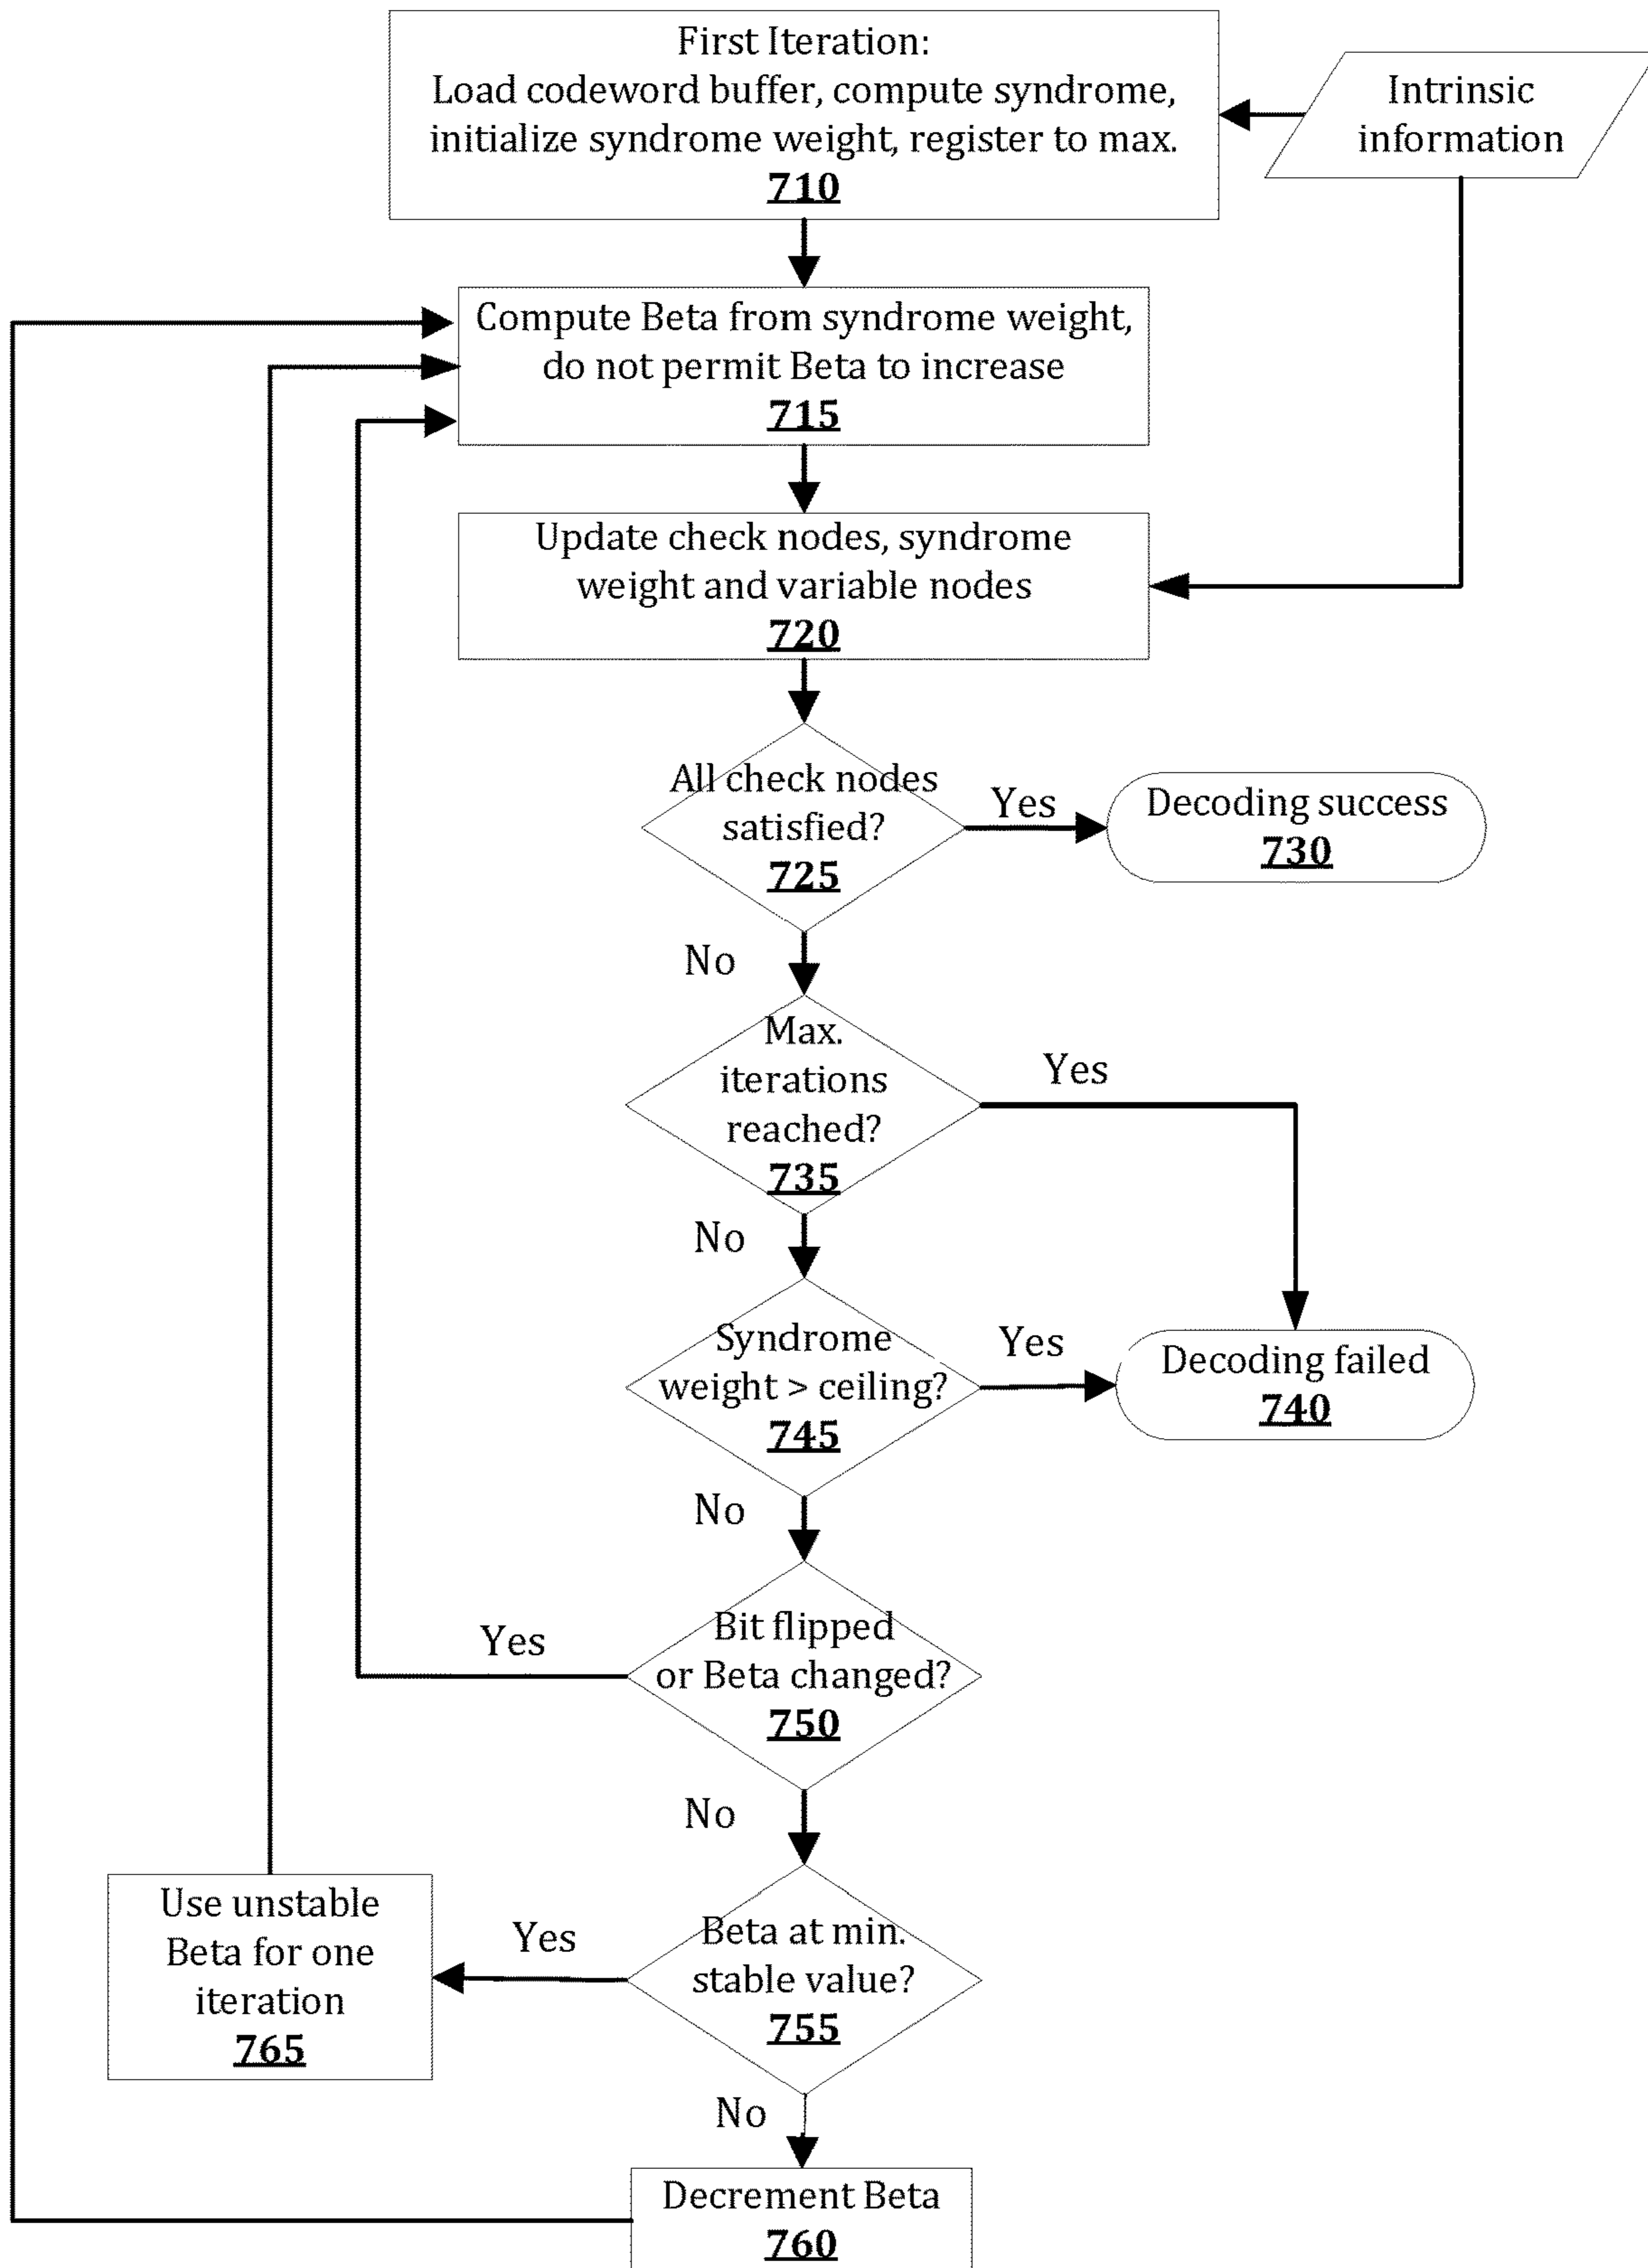 First Iteration:
Load codeword buffer, compute syndrome,
initialize syndrome weight, register to max.
710
Intrinsic
information
Compute Beta from syndrome weight,
do not permit Beta to increase
715
Update check nodes, syndrome
weight and variable nodes
720
All check nodes
satisfied?
725
Yes
Decoding success
730
No
Max.
iterations
reached?
735
Yes
No
Syndrome
weight > ceiling?
745
Yes
Decoding failed
740
No
Bit flipped
or Beta changed?
750
Yes
No
Beta at min.
stable value?
755
Yes
Use unstable
Beta for one
iteration
765
No
Decrement Beta
760